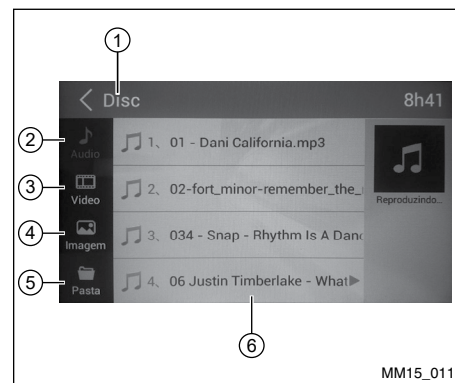 1
Disc
8h41
2
Audio
1、 01 - Dani California.mp3
3
Video
2、 02-fort_minor-remember_the_
Reproduzindo...
4
Imagem
3、 034 - Snap - Rhythm Is A Danc
5
Pasta
4、 06 Justin Timberlake - What
6
MM15_011